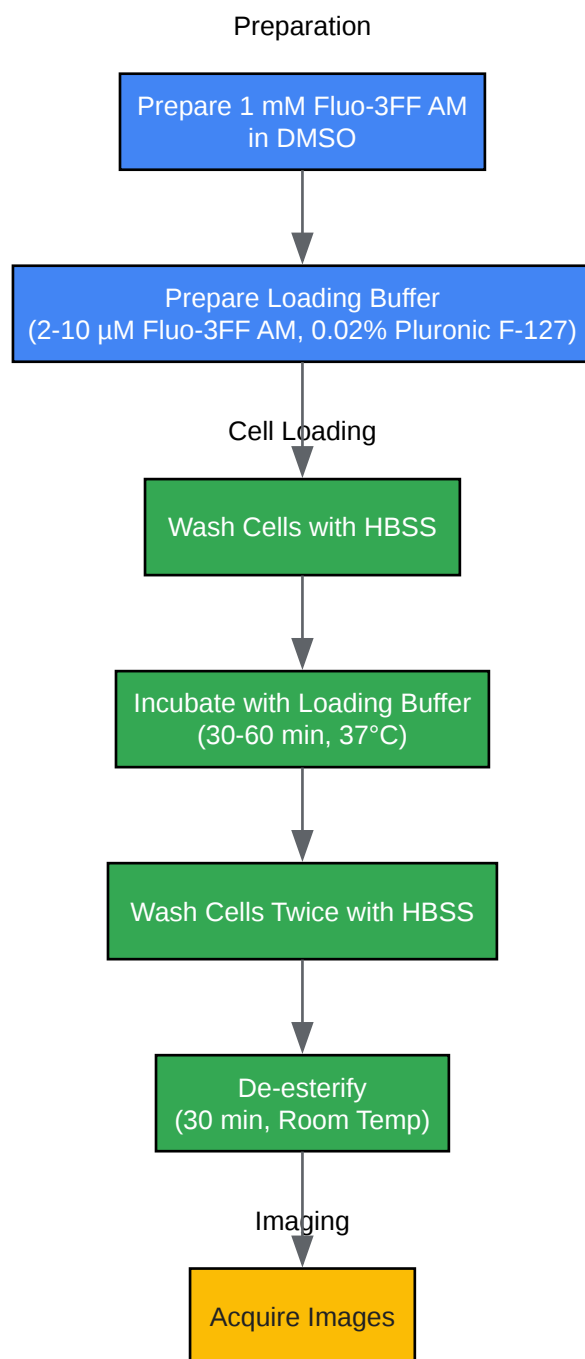 Preparation
Prepare 1 mM Fluo-3FF AM
in DMSO
Prepare Loading Buffer
(2-10 µM Fluo-3FF AM, 0.02% Pluronic F-127)
Cell Loading
Wash Cells with HBSS
Incubate with Loading Buffer
(30-60 min, 37°C)
Wash Cells Twice with HBSS
De-esterify
(30 min, Room Temp)
Imaging
Acquire Images